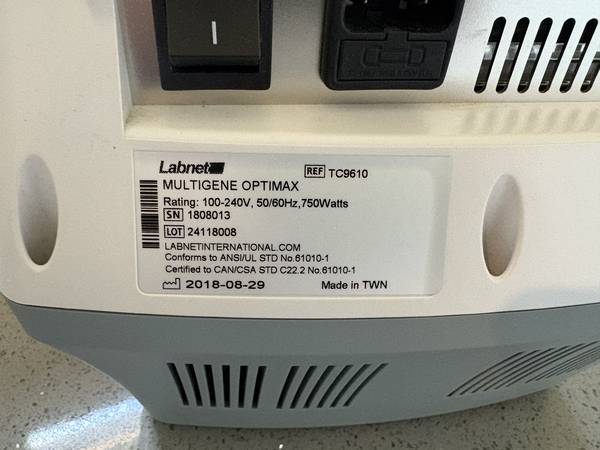 I
Labnet
REF TC9610
MULTIGENE OPTIMAX
Rating: 100-240V, 50/60Hz,750Watts
SN 1808013
LOT 24118008
LABNETINTERNATIONAL.COM
Conforms to ANSI/UL STD No.61010-1
Certified to CAN/CSA STD C22.2 No.61010-1
2018-08-29
Made in TWN